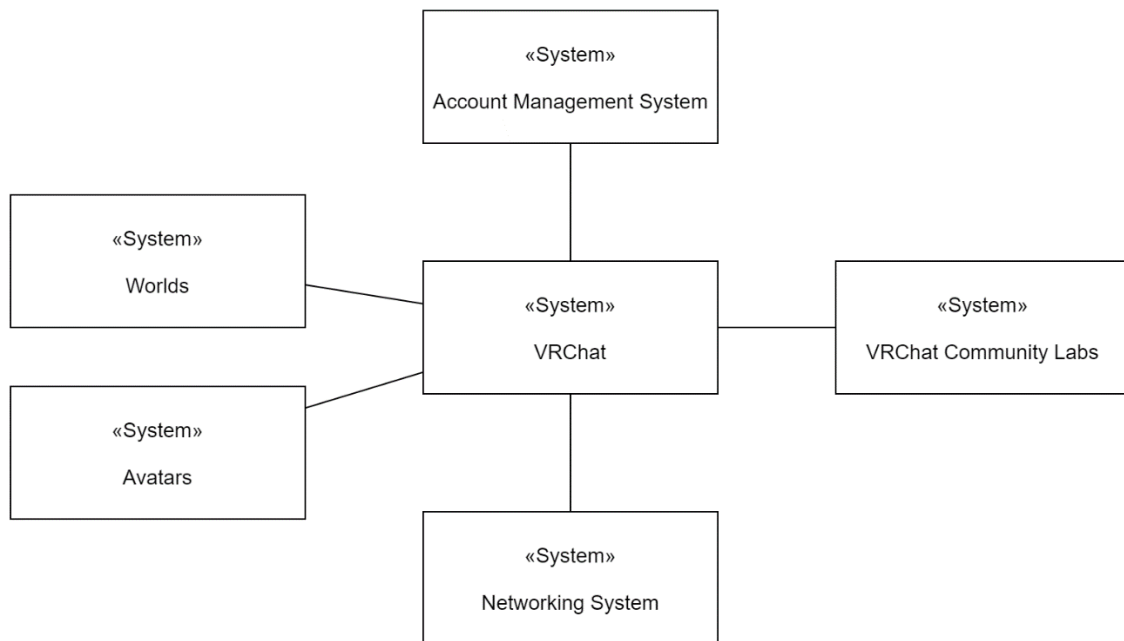 «System»
Account Management System
«System»
Worlds
«System»
VRChat
«System»
VRChat Community Labs
«System»
Avatars
«System»
Networking System